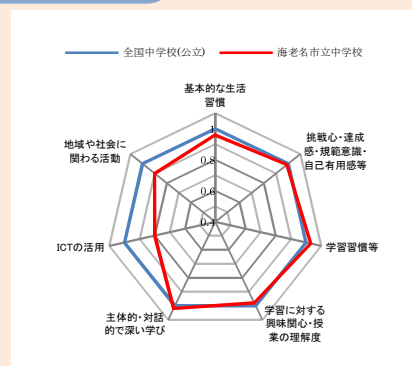 全国中学校(公立)
海老名市立中学校
基本的な生活
習慣
挑戦心・達成
感・規範意識・
自己有用感等
学習習慣等
学習に対する
興味関心・授
業の理解度
主体的・対話
的で深い学び
ICTの活用
地域や社会に
関わる活動
1
0.8
0.6
0.4